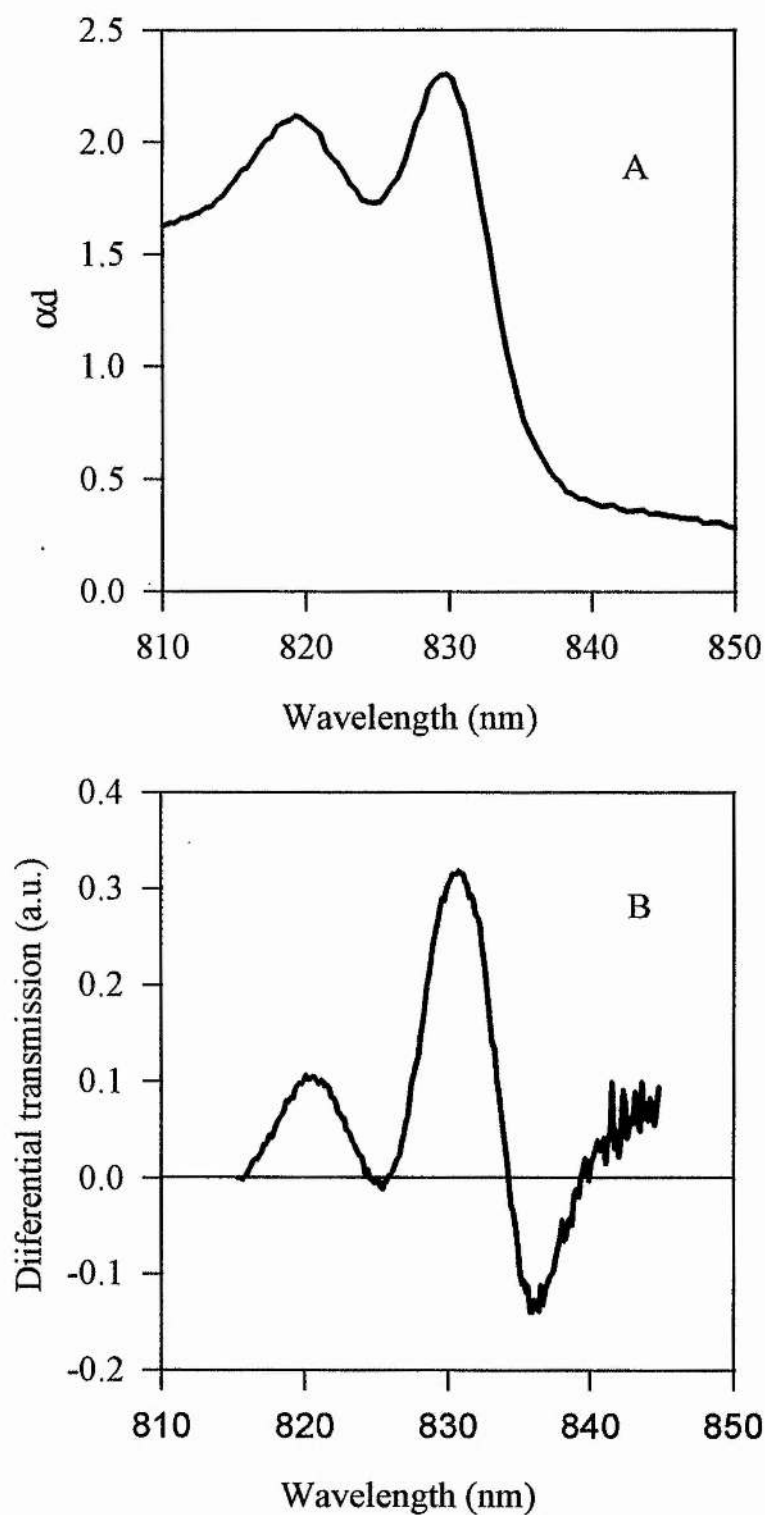 2.5
2.0
A
1.5
αd
1.0
0.5
0.0
810 820 830 840 850
Wavelength (nm)
0.4
0.3
B
0.2
Diiferential transmission (a.u.)
0.1
0.0
-0.1
-0.2
810 820 830 840 850
Wavelength (nm)